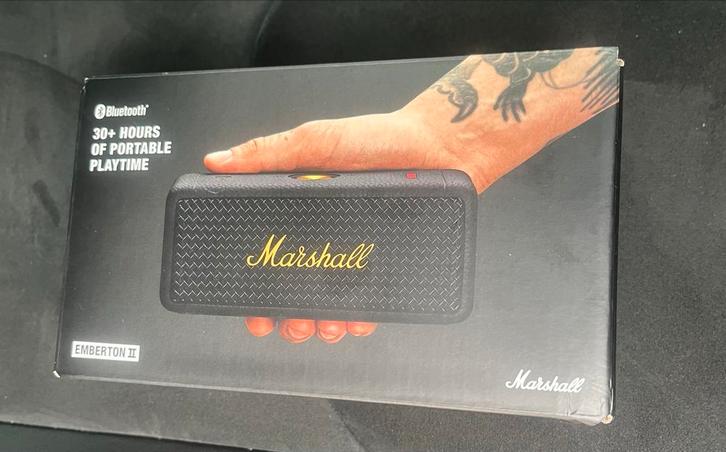 Bluetooth®
30+ HOURS
OF PORTABLE
PLAYTIME
Marshall
EMBERTON II
Marshall